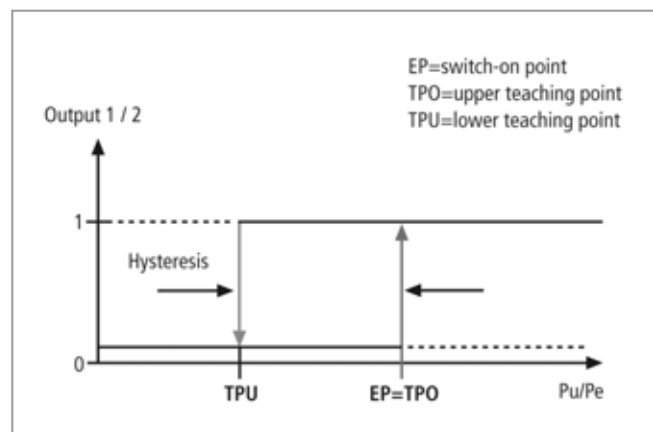 EP=switch-on point
TPO=upper teaching point
TPU=lower teaching point
Output 1 / 2
1
Hysteresis
0
TPU
EP=TPO
Pu/Pe